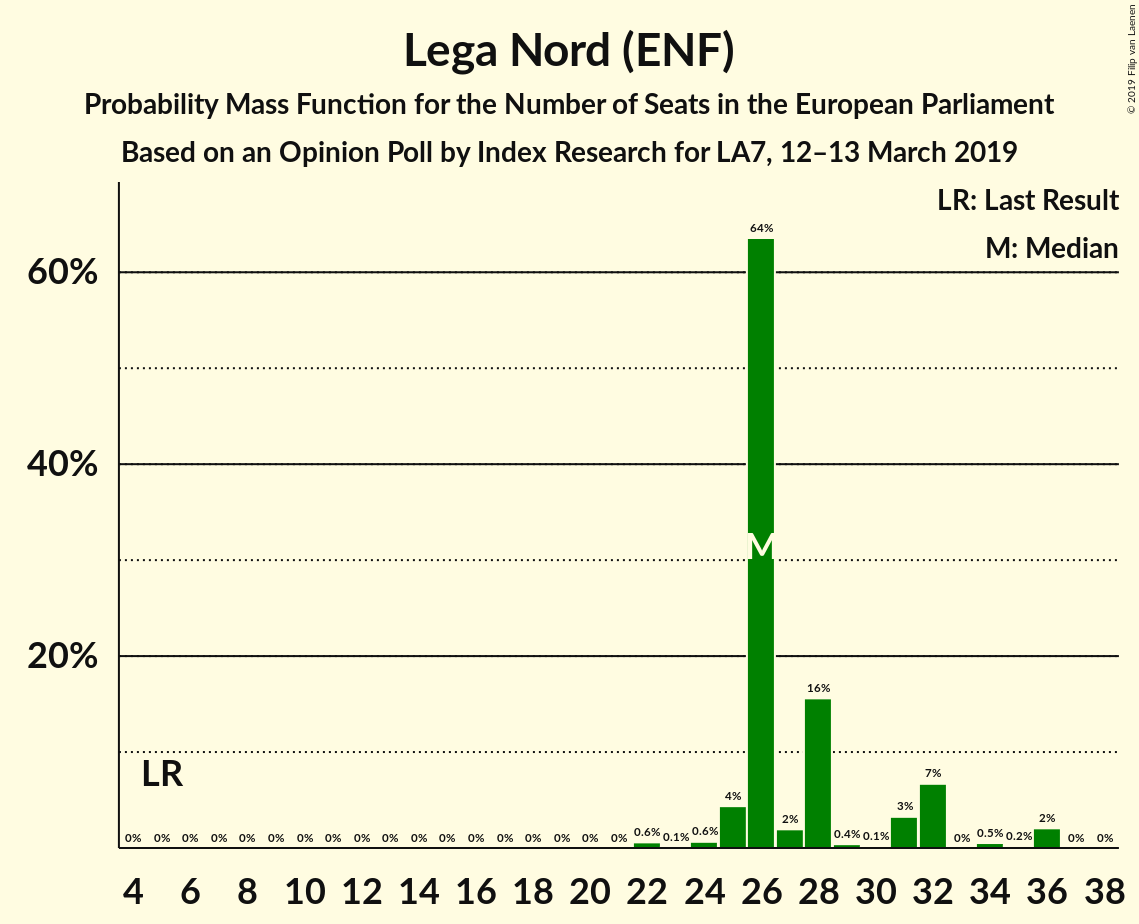 Lega Nord (ENF)
Probability Mass Function for the Number of Seats in the European Parliament
Based on an Opinion Poll by Index Research for LA7, 12–13 March 2019
© 2019 Filip van Laenen
LR: Last Result
M: Median
60%
40%
20%
64%
M
LR
0% 0% 0% 0% 0% 0% 0% 0% 0% 0% 0% 0% 0% 0% 0% 0% 0% 0% 0.6% 0.1% 0.6% 4% 2% 16% 0.4% 0.1% 3% 7% 0% 0.5% 0.2% 2% 0% 0%
4 6 8 10 12 14 16 18 20 22 24 26 28 30 32 34 36 38